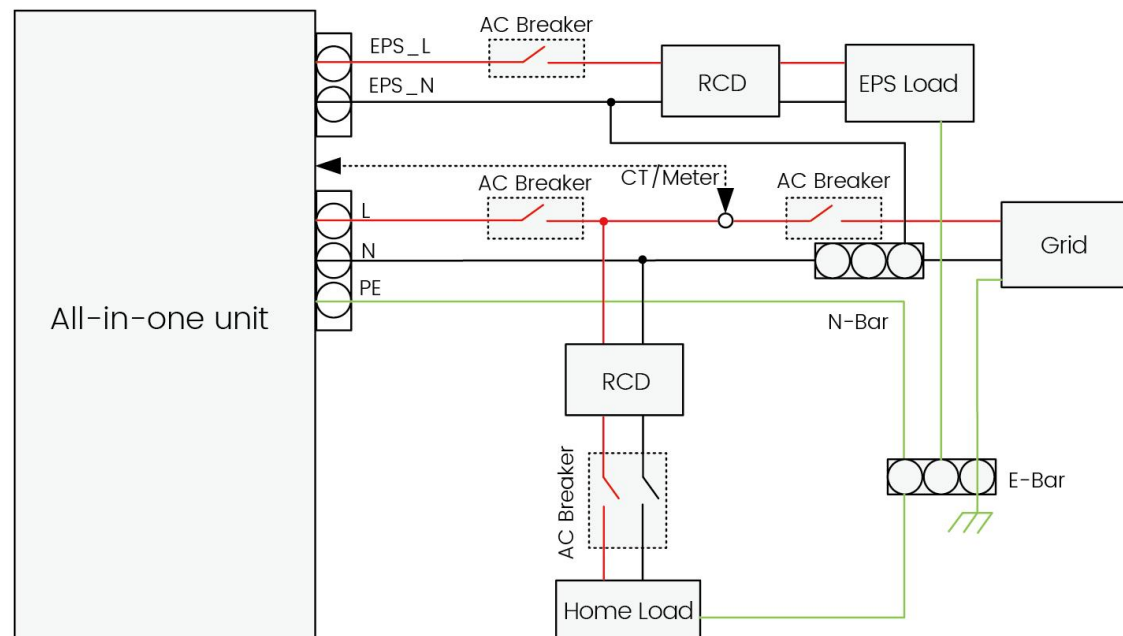 AC Breaker
EPS_L
EPS_N
RCD
EPS Load
CT/Meter
AC Breaker
AC Breaker
L
N
PE
Grid
All-in-one unit
N-Bar
RCD
AC Breaker
E-Bar
Home Load